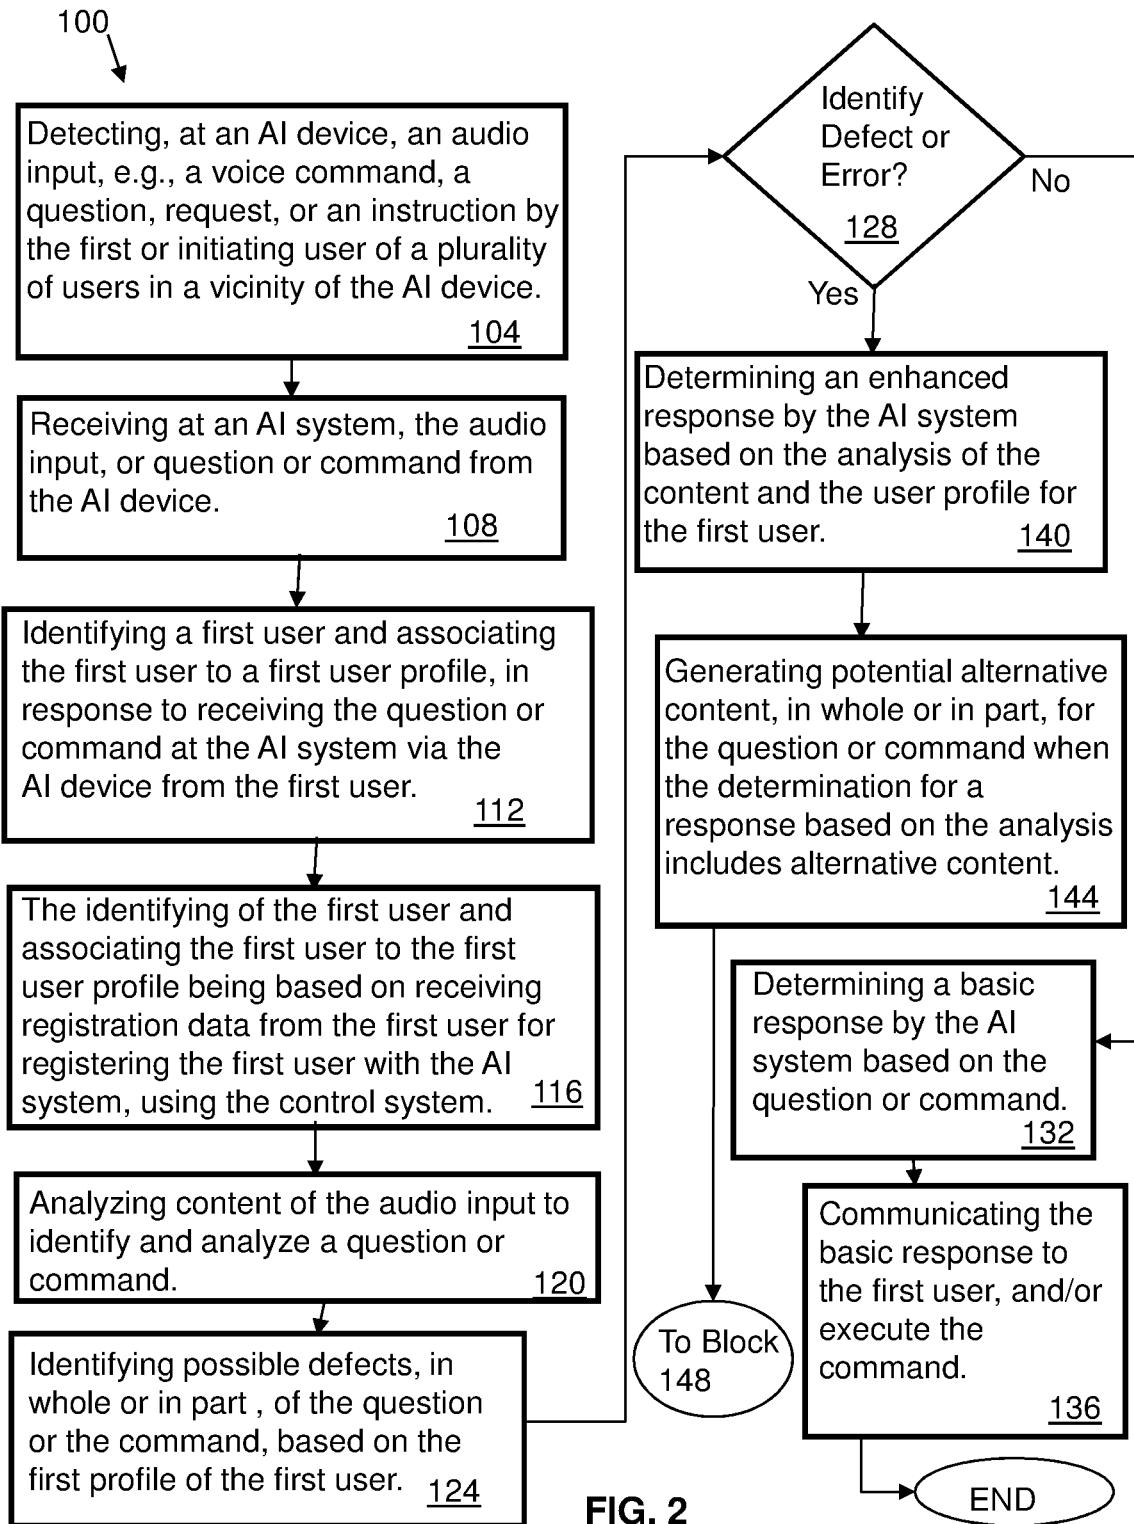 100
Detecting, at an AI device, an audio
input, e.g., a voice command, a
question, request, or an instruction by
the first or initiating user of a plurality
of users in a vicinity of the AI device.
104
Receiving at an AI system, the audio
input, or question or command from
the AI device.
108
Identifying a first user and associating
the first user to a first user profile, in
response to receiving the question or
command at the AI system via the
AI device from the first user.
112
The identifying of the first user and
associating the first user to the first
user profile being based on receiving
registration data from the first user for
registering the first user with the AI
system, using the control system.
116
Analyzing content of the audio input to
identify and analyze a question or
command.
120
Identifying possible defects, in
whole or in part , of the question
or the command, based on the
first profile of the first user.
124
Identify
Defect or
Error?
128
No
Yes
Determining an enhanced
response by the AI system
based on the analysis of the
content and the user profile for
the first user.
140
Generating potential alternative
content, in whole or in part, for
the question or command when
the determination for a
response based on the analysis
includes alternative content.
144
To Block
148
Determining a basic
response by the AI
system based on the
question or command.
132
Communicating the
basic response to
the first user, and/or
execute the
command.
136
END
FIG. 2